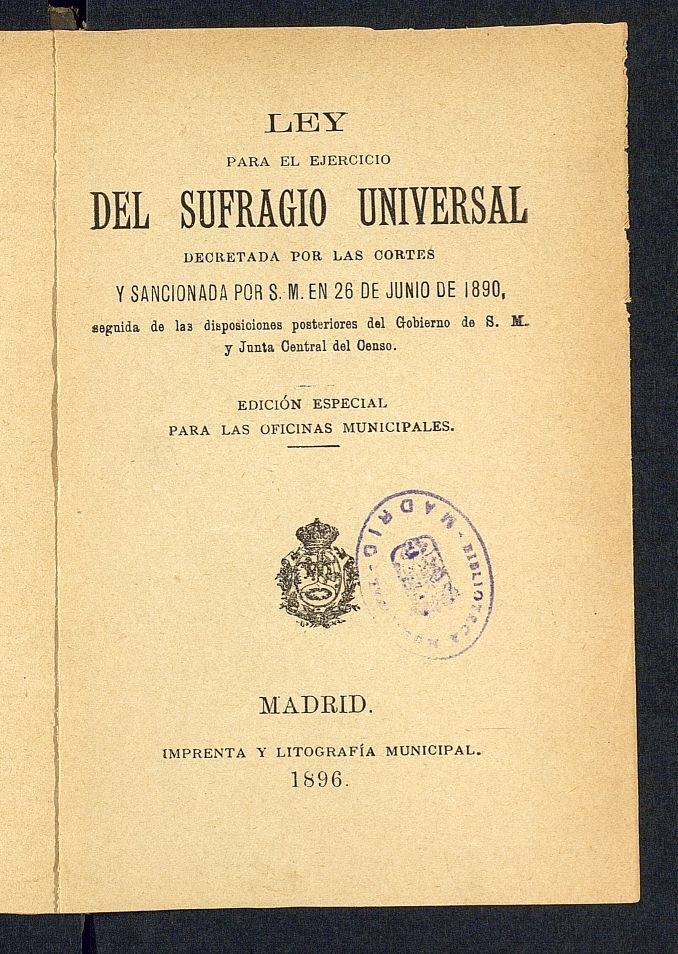 LEY
PARA EL EJERCICIO
DEL SUFRAGIO UNIVERSAL
DECRETADA POR LAS CORTES
Y SANCIONADA POR S. M. EN 26 DE JUNIO DE 1890,
seguida de las disposiciones posteriores del Gobierno de S. M.
y Junta Central del Censo.
EDICIÓN ESPECIAL
PARA LAS OFICINAS MUNICIPALES.
BIBLIOTECA
MADRID
MADRID.
IMPRENTA Y LITOGRAFÍA MUNICIPAL.
1896.